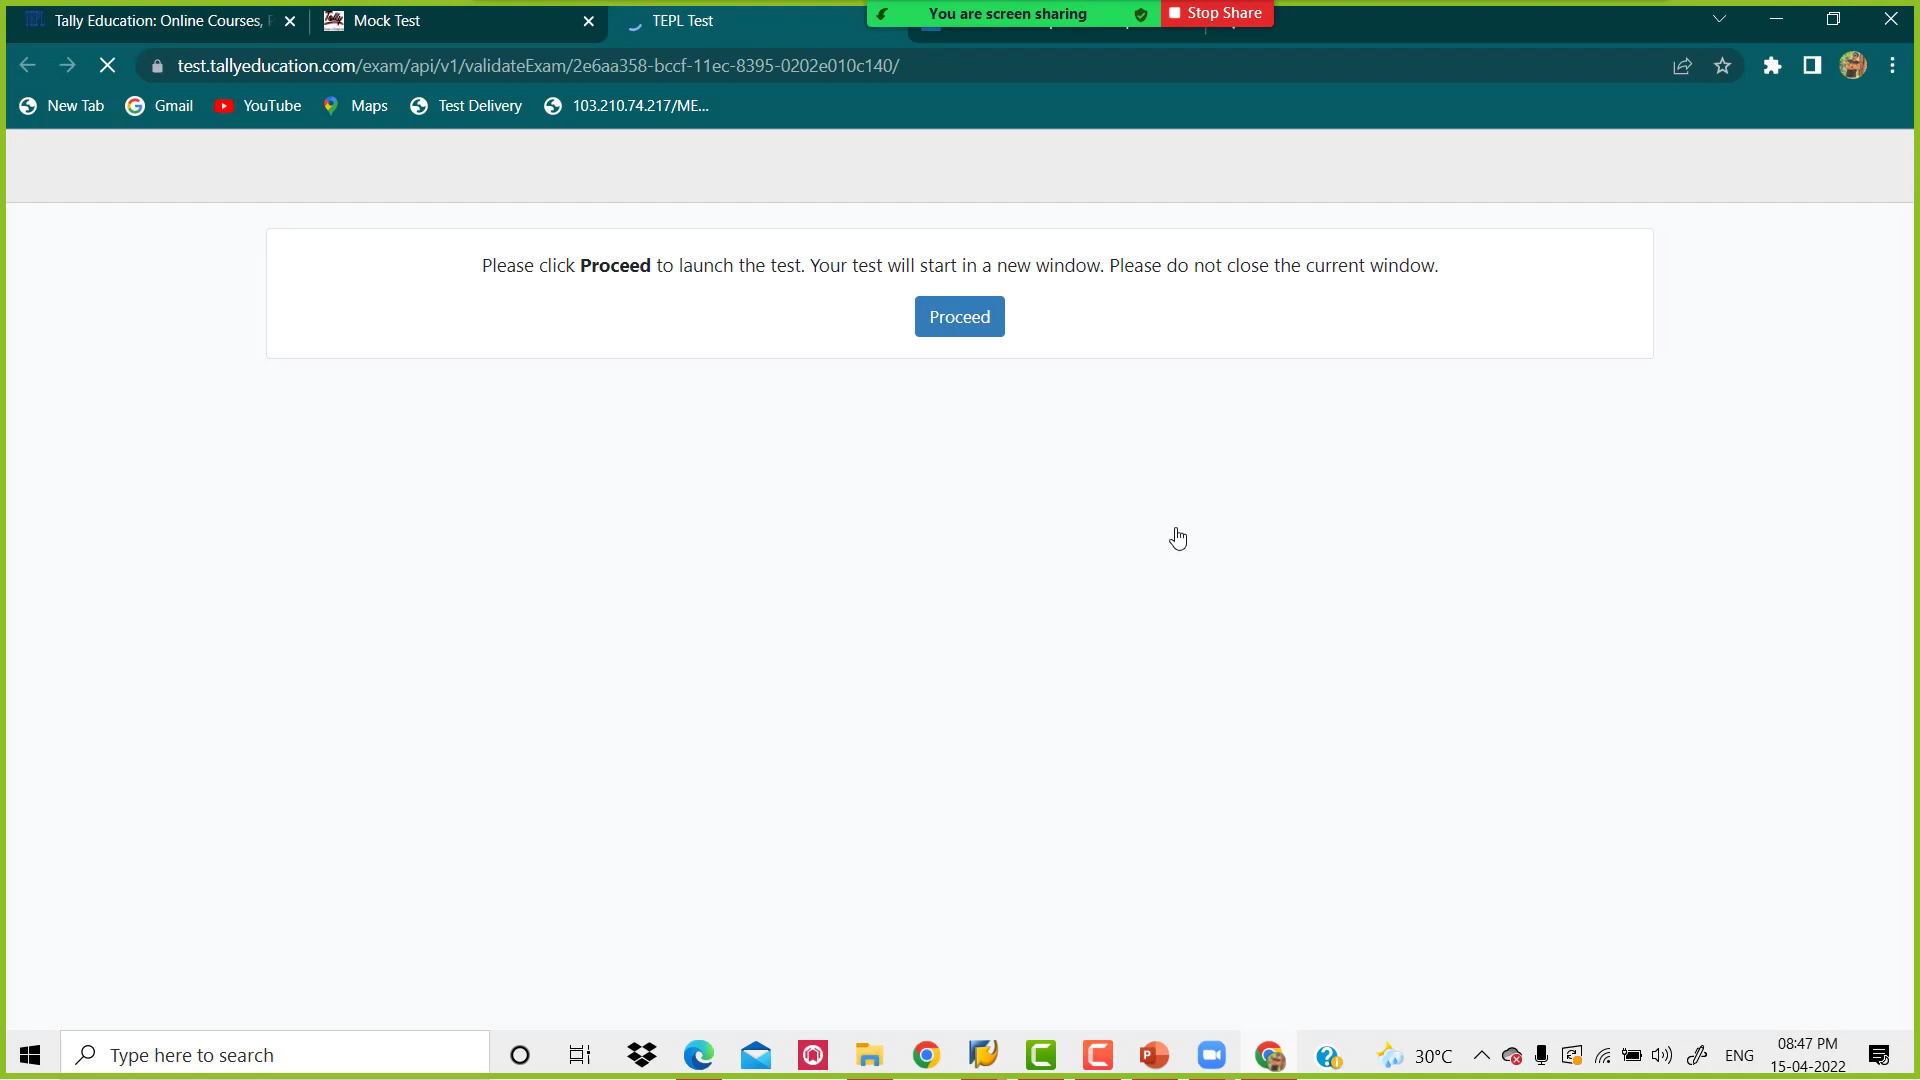 Tally Education: Online Courses,
Mock Test
TEPL Test
You are screen sharing
Stop Share
test.tallyeducation.com/exam/api/v1/validateExam/2e6aa358-bccf-11ec-8395-0202e010c140/
New Tab
Gmail
YouTube
Maps
Test Delivery
103.210.74.217/ME...
Please click Proceed to launch the test. Your test will start in a new window. Please do not close the current window.
Proceed
Type here to search
30°C
ENG
08:47 PM
15-04-2022